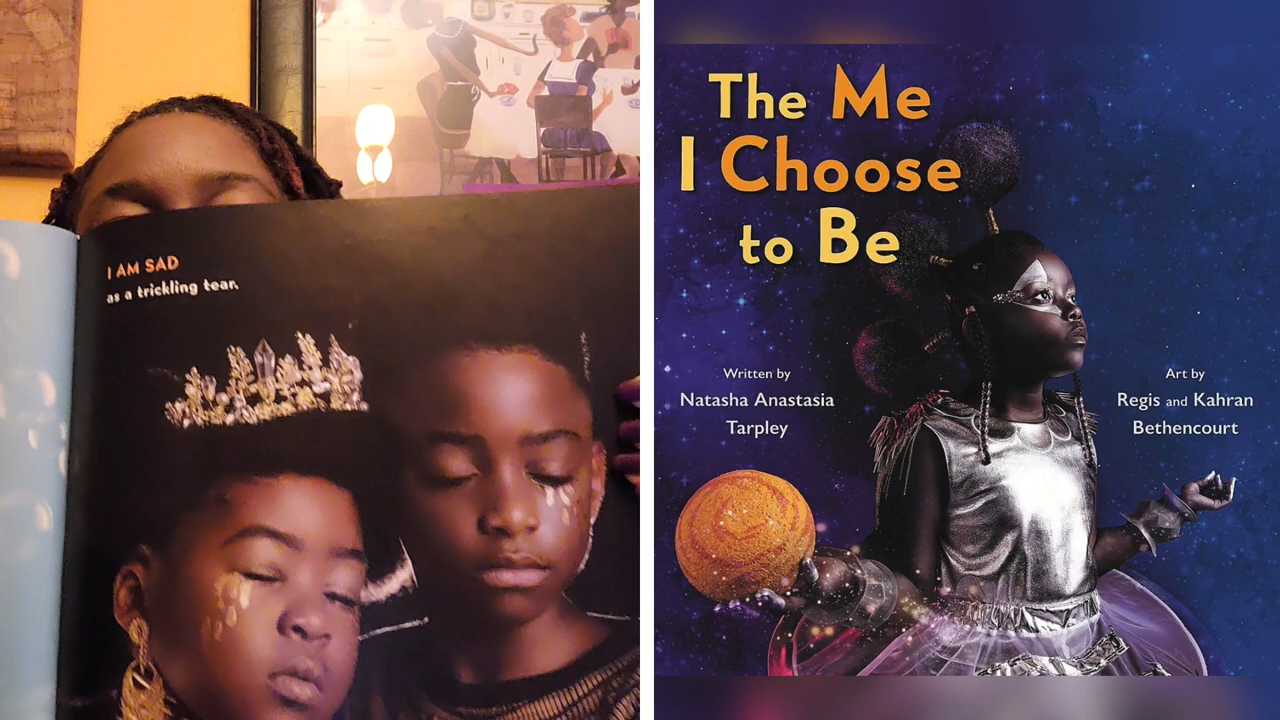 I AM SAD
as a trickling tear.
The Me
I Choose
to Be
Written by
Natasha Anastasia
Tarpley
Art by
Regis and Kahran
Bethencourt